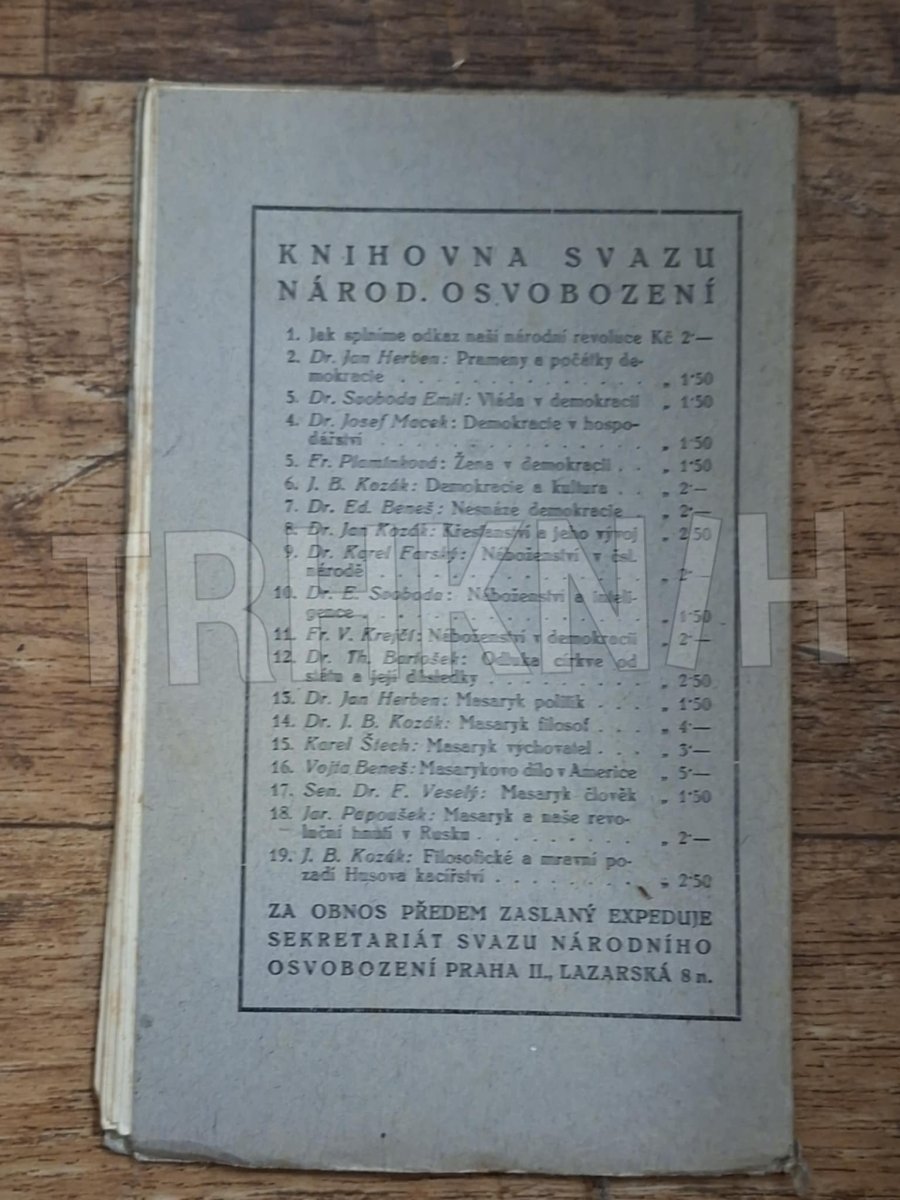 KNIHOVNA SVAZU
NÁROD. OSVOBOZENÍ
1. Jak splníme odkaz naší národní revoluce Kč 2·—
2. Dr. Jan Herben: Prameny a počátky de-
mokracie . . . . . . . . . . . . . „ 1·50
3. Dr. Svoboda Emil: Vláda v demokracii „ 1·50
4. Dr. Josef Macek: Demokracie v hospo-
dářství . . . . . . . . . . . . . . „ 1·50
5. Fr. Plamínková: Žena v demokracii . . „ 1·50
6. J. B. Kozák: Demokracie a kultura . . „ 2·—
7. Dr. Ed. Beneš: Nesnáze demokracie . „ 2·—
8. Dr. Jan Kozák: Křesťanství a jeho vývoj „ 2·50
9. Dr. Karel Farský: Náboženství v čsl.
národě . . . . . . . . . . . . . . „ 2·—
10. Dr. E. Svoboda: Náboženství a inteli-
gence . . . . . . . . . . . . . . . „ 1·50
11. Fr. V. Krejčí: Náboženství v demokracii „ 2·—
12. Dr. Th. Bartošek: Odluka církve od
státu a její důsledky . . . . . . . . „ 2·50
13. Dr. Jan Herben: Masaryk politik . . . „ 1·50
14. Dr. J. B. Kozák: Masaryk filosof . . . „ 4·—
15. Karel Štech: Masaryk vychovatel . . . „ 3·—
16. Vojta Beneš: Masarykovo dílo v Americe „ 5·—
17. Sen. Dr. F. Veselý: Masaryk člověk „ 1·50
18. Jar. Papoušek: Masaryk a naše revo-
luční hnutí v Rusku . . . . . . . . „ 2·—
19. J. B. Kozák: Filosofické a mravní po-
zadí Husova kacířství . . . . . . . . „ 2·50
ZA OBNOS PŘEDEM ZASLANÝ EXPEDUJE
SEKRETARIÁT SVAZU NÁRODNÍHO
OSVOBOZENÍ PRAHA II., LAZARSKÁ 8 n.
TRHKNIH